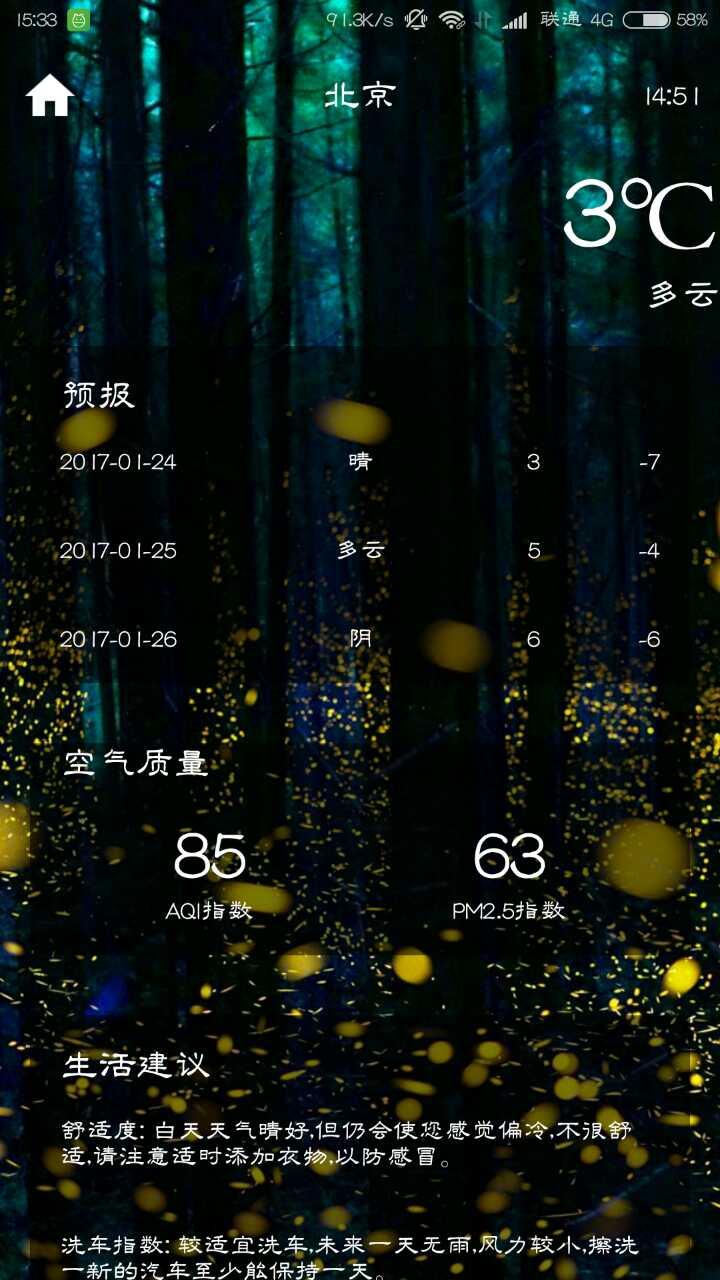 15:33 91.3K/s 联通 4G 58%
北京 14:51
3℃
多云
预报
2017-01-24 晴 3 -7
2017-01-25 多云 5 -4
2017-01-26 阴 6 -6
空气质量
85 63
AQI指数 PM2.5指数
生活建议
舒适度: 白天天气晴好,但仍会使您感觉偏冷,不很舒
适,请注意适时添加衣物,以防感冒。
洗车指数: 较适宜洗车,未来一天无雨,风力较小,擦洗
一新的汽车至少能保持一天。